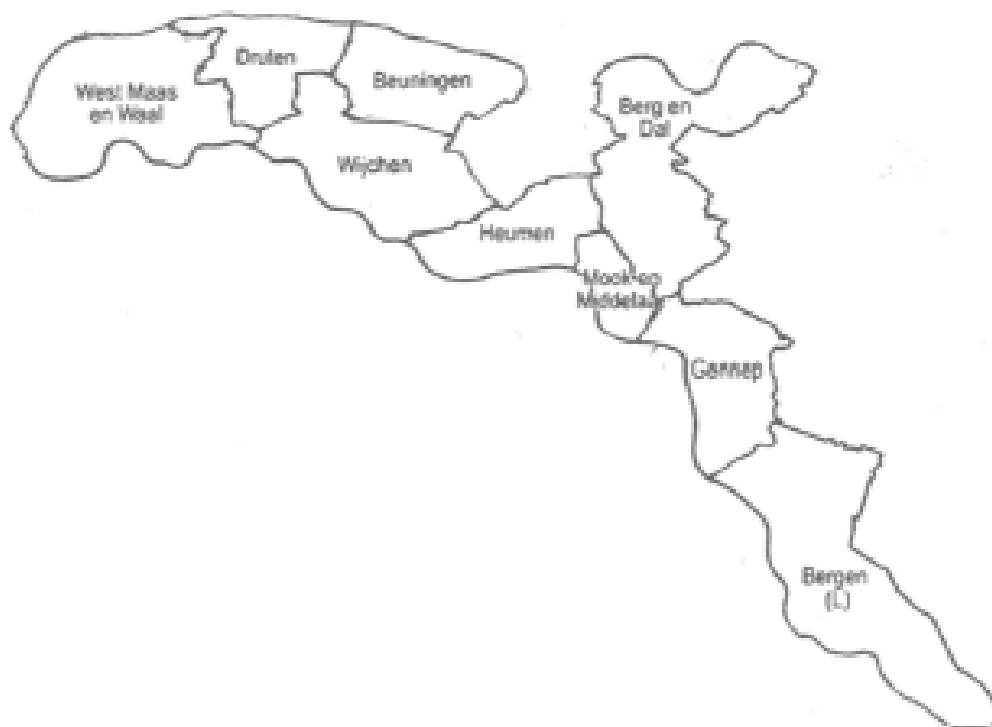 Druten
Beuningen
West Maas
en Waal
Berg en
Dal
Wijchen
Heumen
Mook en
Middelaar
Gennep
Bergen
(L)